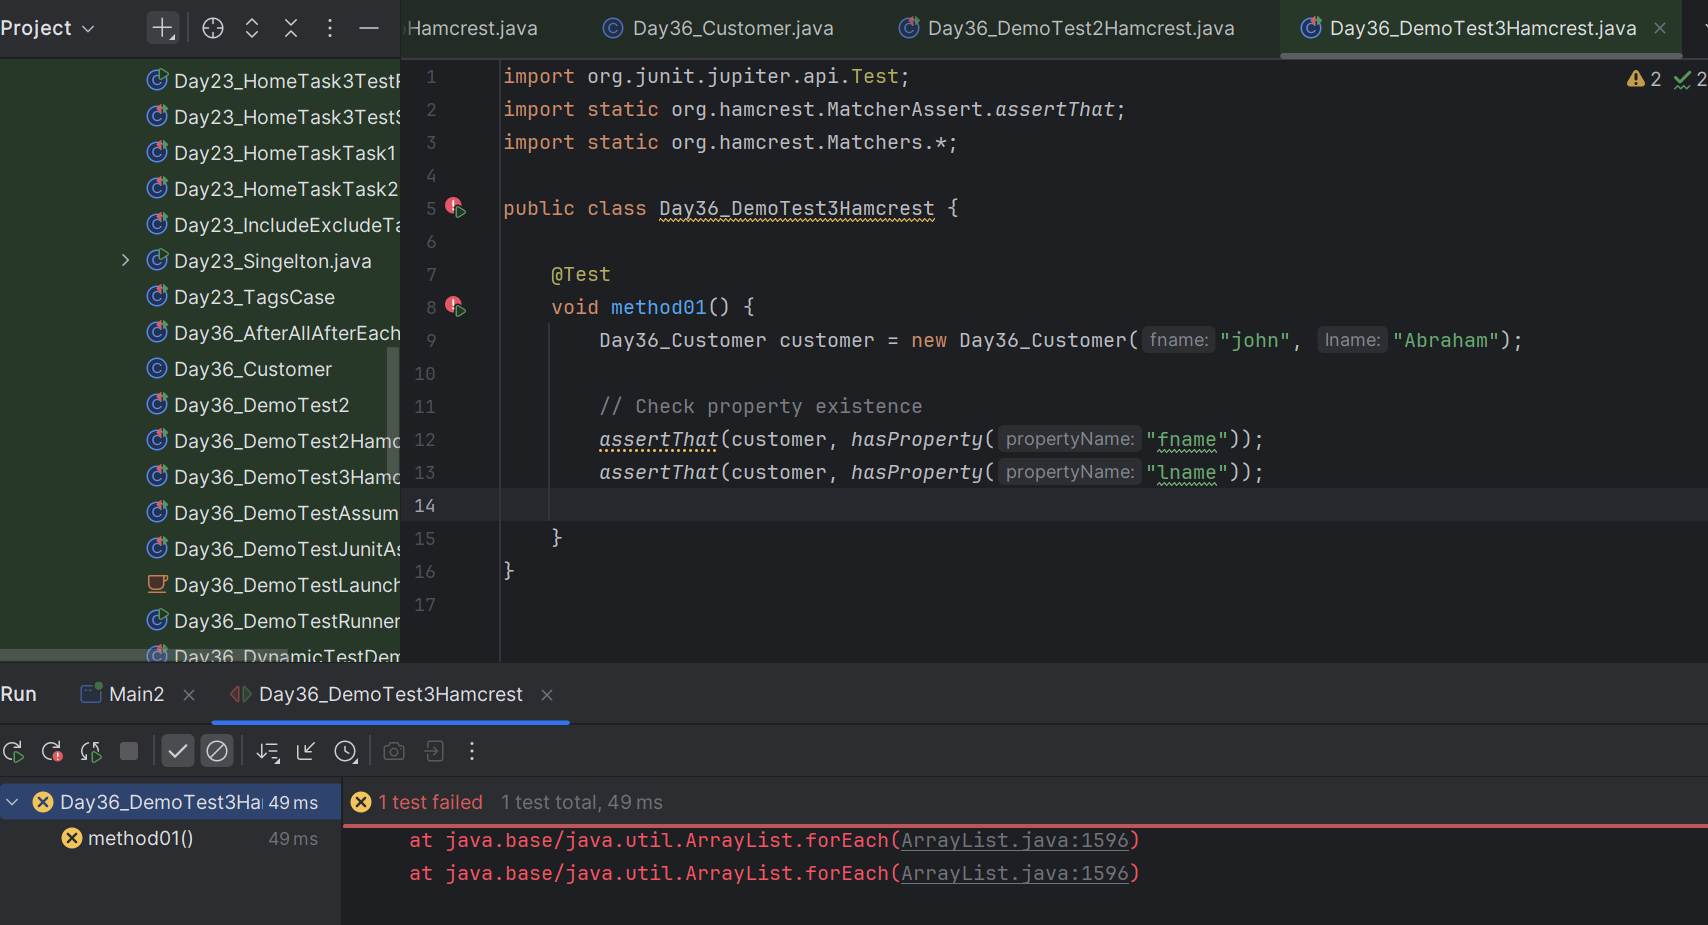 Project
Hamcrest.java
Day36_Customer.java
Day36_DemoTest2Hamcrest.java
Day36_DemoTest3Hamcrest.java
Day23_HomeTask3Test
Day23_HomeTask3Test
Day23_HomeTaskTask1
Day23_HomeTaskTask2
Day23_IncludeExcludeTa
Day23_Singelton.java
Day23_TagsCase
Day36_AfterAllAfterEach
Day36_Customer
Day36_DemoTest2
Day36_DemoTest2Hamc
Day36_DemoTest3Hamc
Day36_DemoTestAssum
Day36_DemoTestJunitAs
Day36_DemoTestLaunch
Day36_DemoTestRunner
Day36_DynamicTestDem
2 2
1 import org.junit.jupiter.api.Test;
2 import static org.hamcrest.MatcherAssert.assertThat;
3 import static org.hamcrest.Matchers.*;
4
5 public class Day36_DemoTest3Hamcrest {
6
7 @Test
8 void method01() {
9 Day36_Customer customer = new Day36_Customer( fname: "john", lname: "Abraham");
10
11 // Check property existence
12 assertThat(customer, hasProperty( propertyName: "fname"));
13 assertThat(customer, hasProperty( propertyName: "lname"));
14
15 }
16 }
17
Run
Main2
Day36_DemoTest3Hamcrest
Day36_DemoTest3Ha 49 ms
method01() 49 ms
1 test failed 1 test total, 49 ms
at java.base/java.util.ArrayList.forEach(ArrayList.java:1596)
at java.base/java.util.ArrayList.forEach(ArrayList.java:1596)